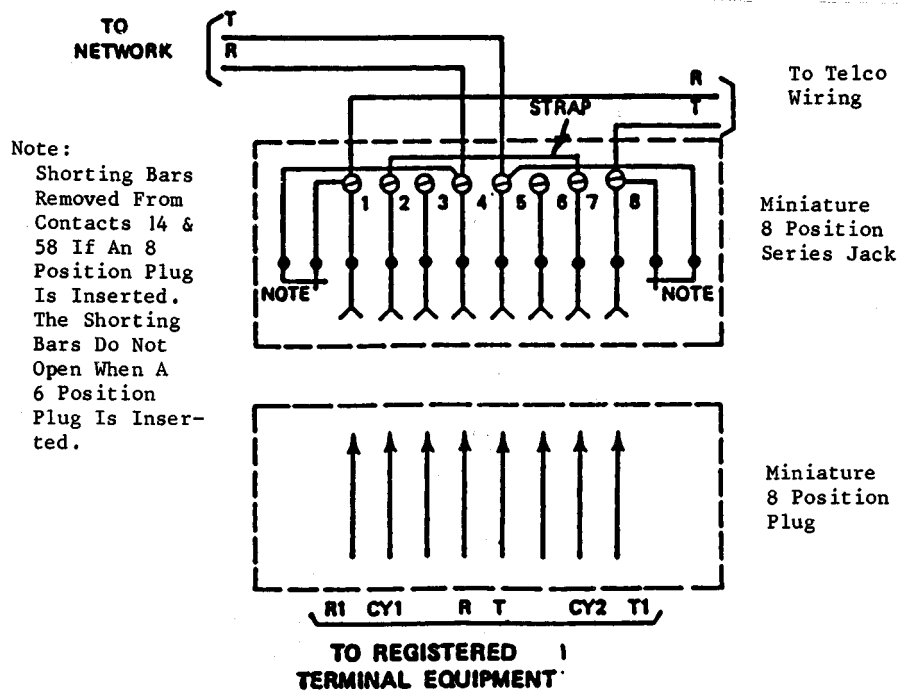 TO
NETWORK
T
R
R
T
To Telco
Wiring
STRAP
Note:
Shorting Bars
Removed From
Contacts 14 &
58 If An 8
Position Plug
Is Inserted.
The Shorting
Bars Do Not
Open When A
6 Position
Plug Is Inser-
ted.
1 2 3 4 5 6 7 8
NOTE
NOTE
Miniature
8 Position
Series Jack
Miniature
8 Position
Plug
R1 CY1 R T CY2 T1
TO REGISTERED
TERMINAL EQUIPMENT